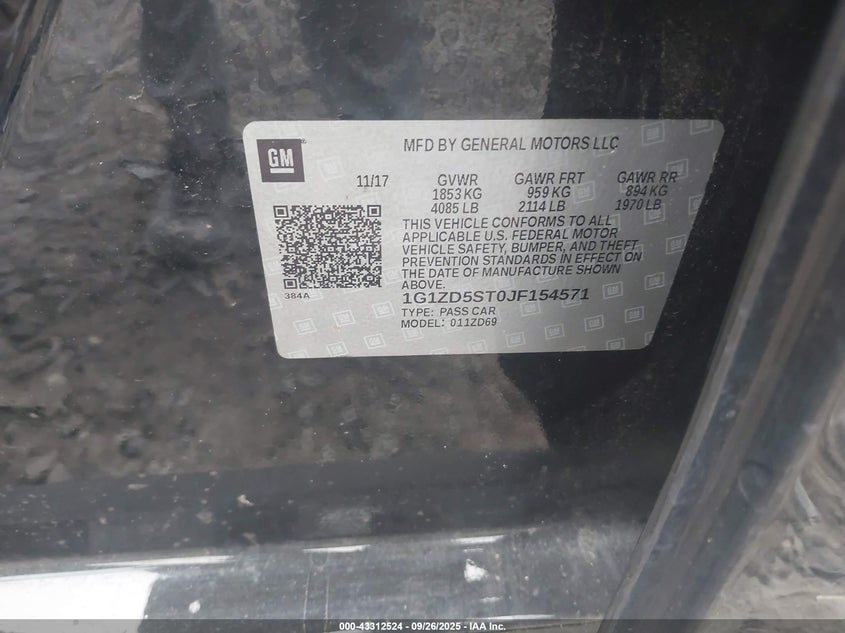 GM
MFD BY GENERAL MOTORS LLC
11/17 GVWR GAWR FRT GAWR RR
1853 KG 959 KG 894 KG
4085 LB 2114 LB 1970 LB
THIS VEHICLE CONFORMS TO ALL
APPLICABLE U.S. FEDERAL MOTOR
VEHICLE SAFETY, BUMPER, AND THEFT
PREVENTION STANDARDS IN EFFECT ON
THE DATE OF MANUFACTURE SHOWN
ABOVE.
384A
1G1ZD5ST0JF154571
TYPE: PASS CAR
MODEL: 011ZD69
000-43312524 - 09/26/2025 - IAA Inc.